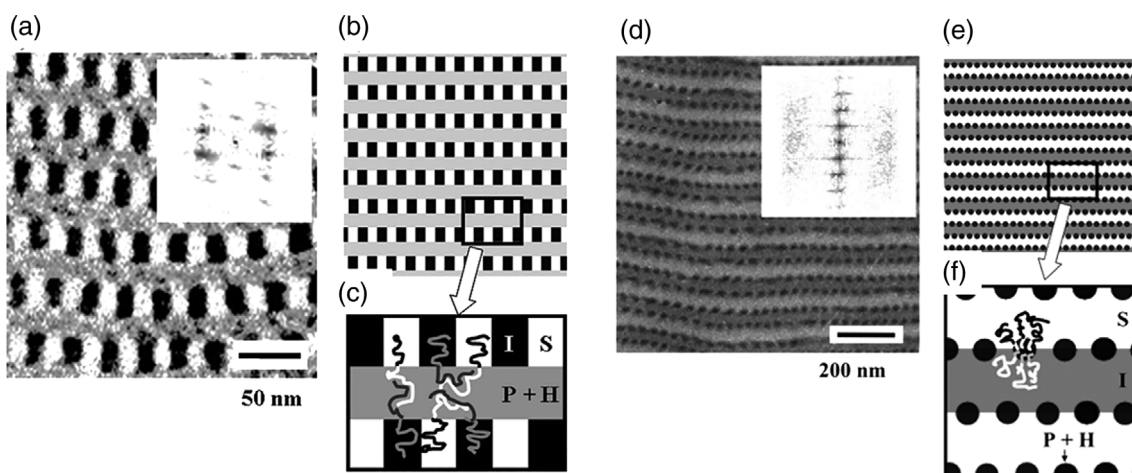 (a)
50 nm
(b)
(c)
I S
P + H
(d)
200 nm
(e)
(f)
S
I
P + H